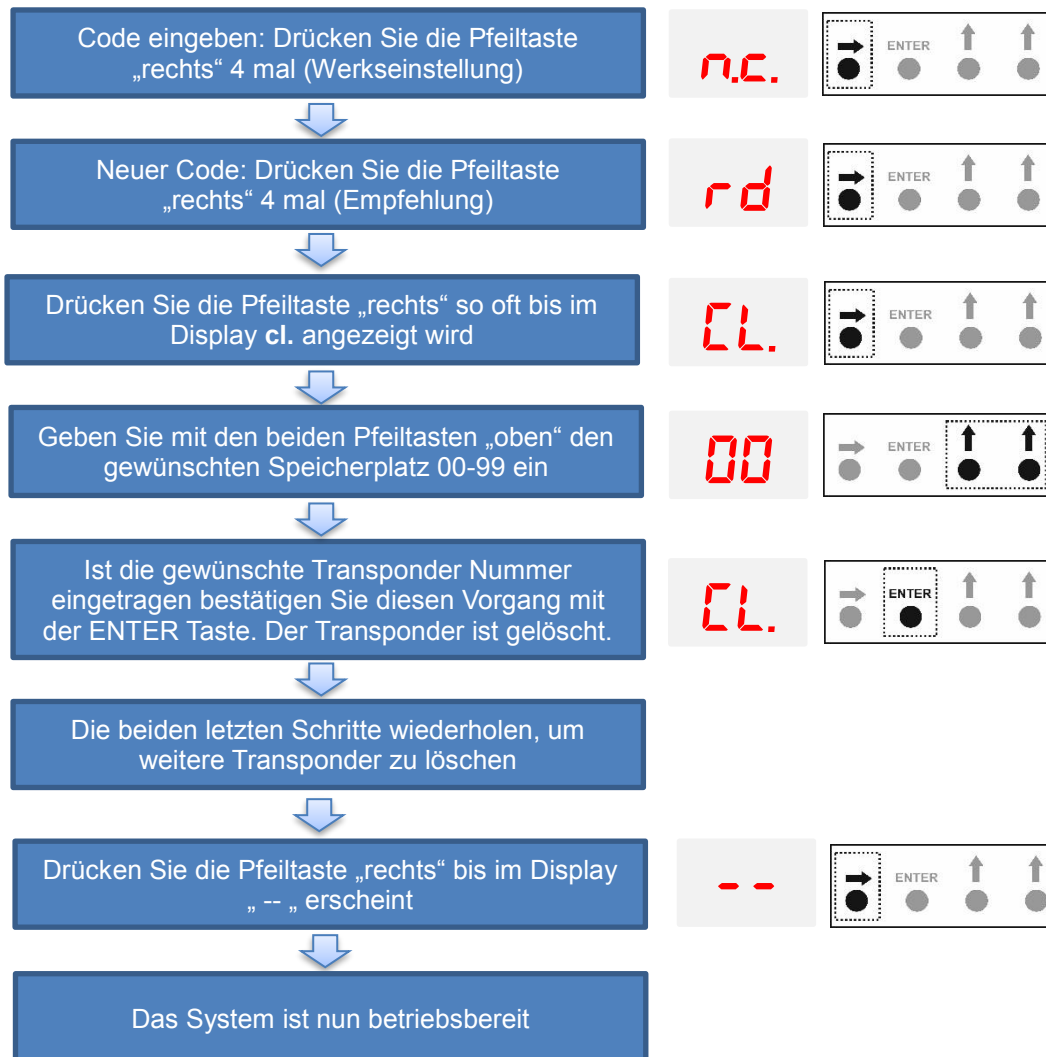 Code eingeben: Drücken Sie die Pfeiltaste
„rechts“ 4 mal (Werkseinstellung)
n.c.
ENTER
Neuer Code: Drücken Sie die Pfeiltaste
„rechts“ 4 mal (Empfehlung)
rd
ENTER
Drücken Sie die Pfeiltaste „rechts“ so oft bis im
Display cl. angezeigt wird
CL.
ENTER
Geben Sie mit den beiden Pfeiltasten „oben“ den
gewünschten Speicherplatz 00-99 ein
00
ENTER
Ist die gewünschte Transponder Nummer
eingetragen bestätigen Sie diesen Vorgang mit
der ENTER Taste. Der Transponder ist gelöscht.
CL.
ENTER
Die beiden letzten Schritte wiederholen, um
weitere Transponder zu löschen
Drücken Sie die Pfeiltaste „rechts“ bis im Display
„ -- „ erscheint
--
ENTER
Das System ist nun betriebsbereit